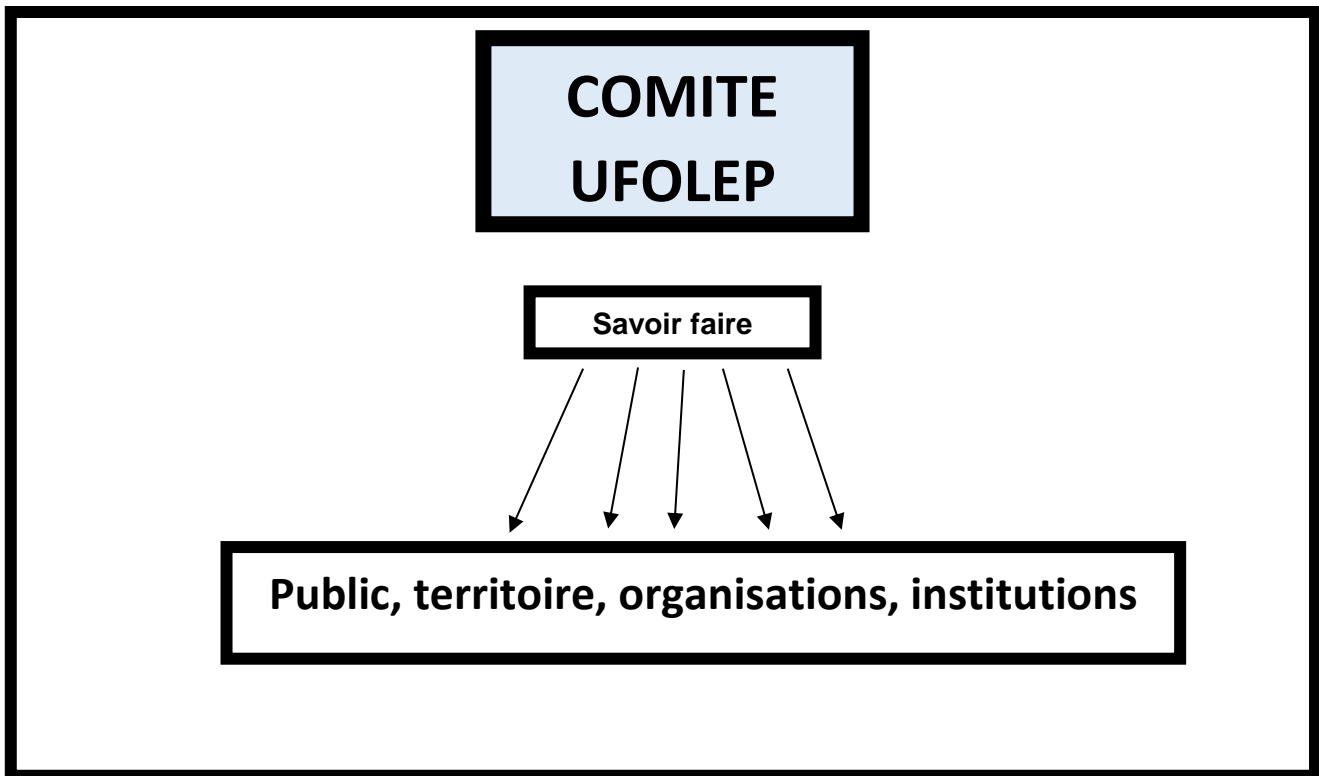 COMITE
UFOLEP
Savoir faire
Public, territoire, organisations, institutions